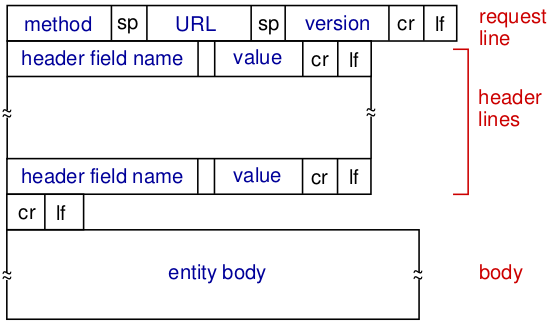 method sp URL sp version cr lf request line
header field name value cr lf
header lines
header field name value cr lf
cr lf
entity body body